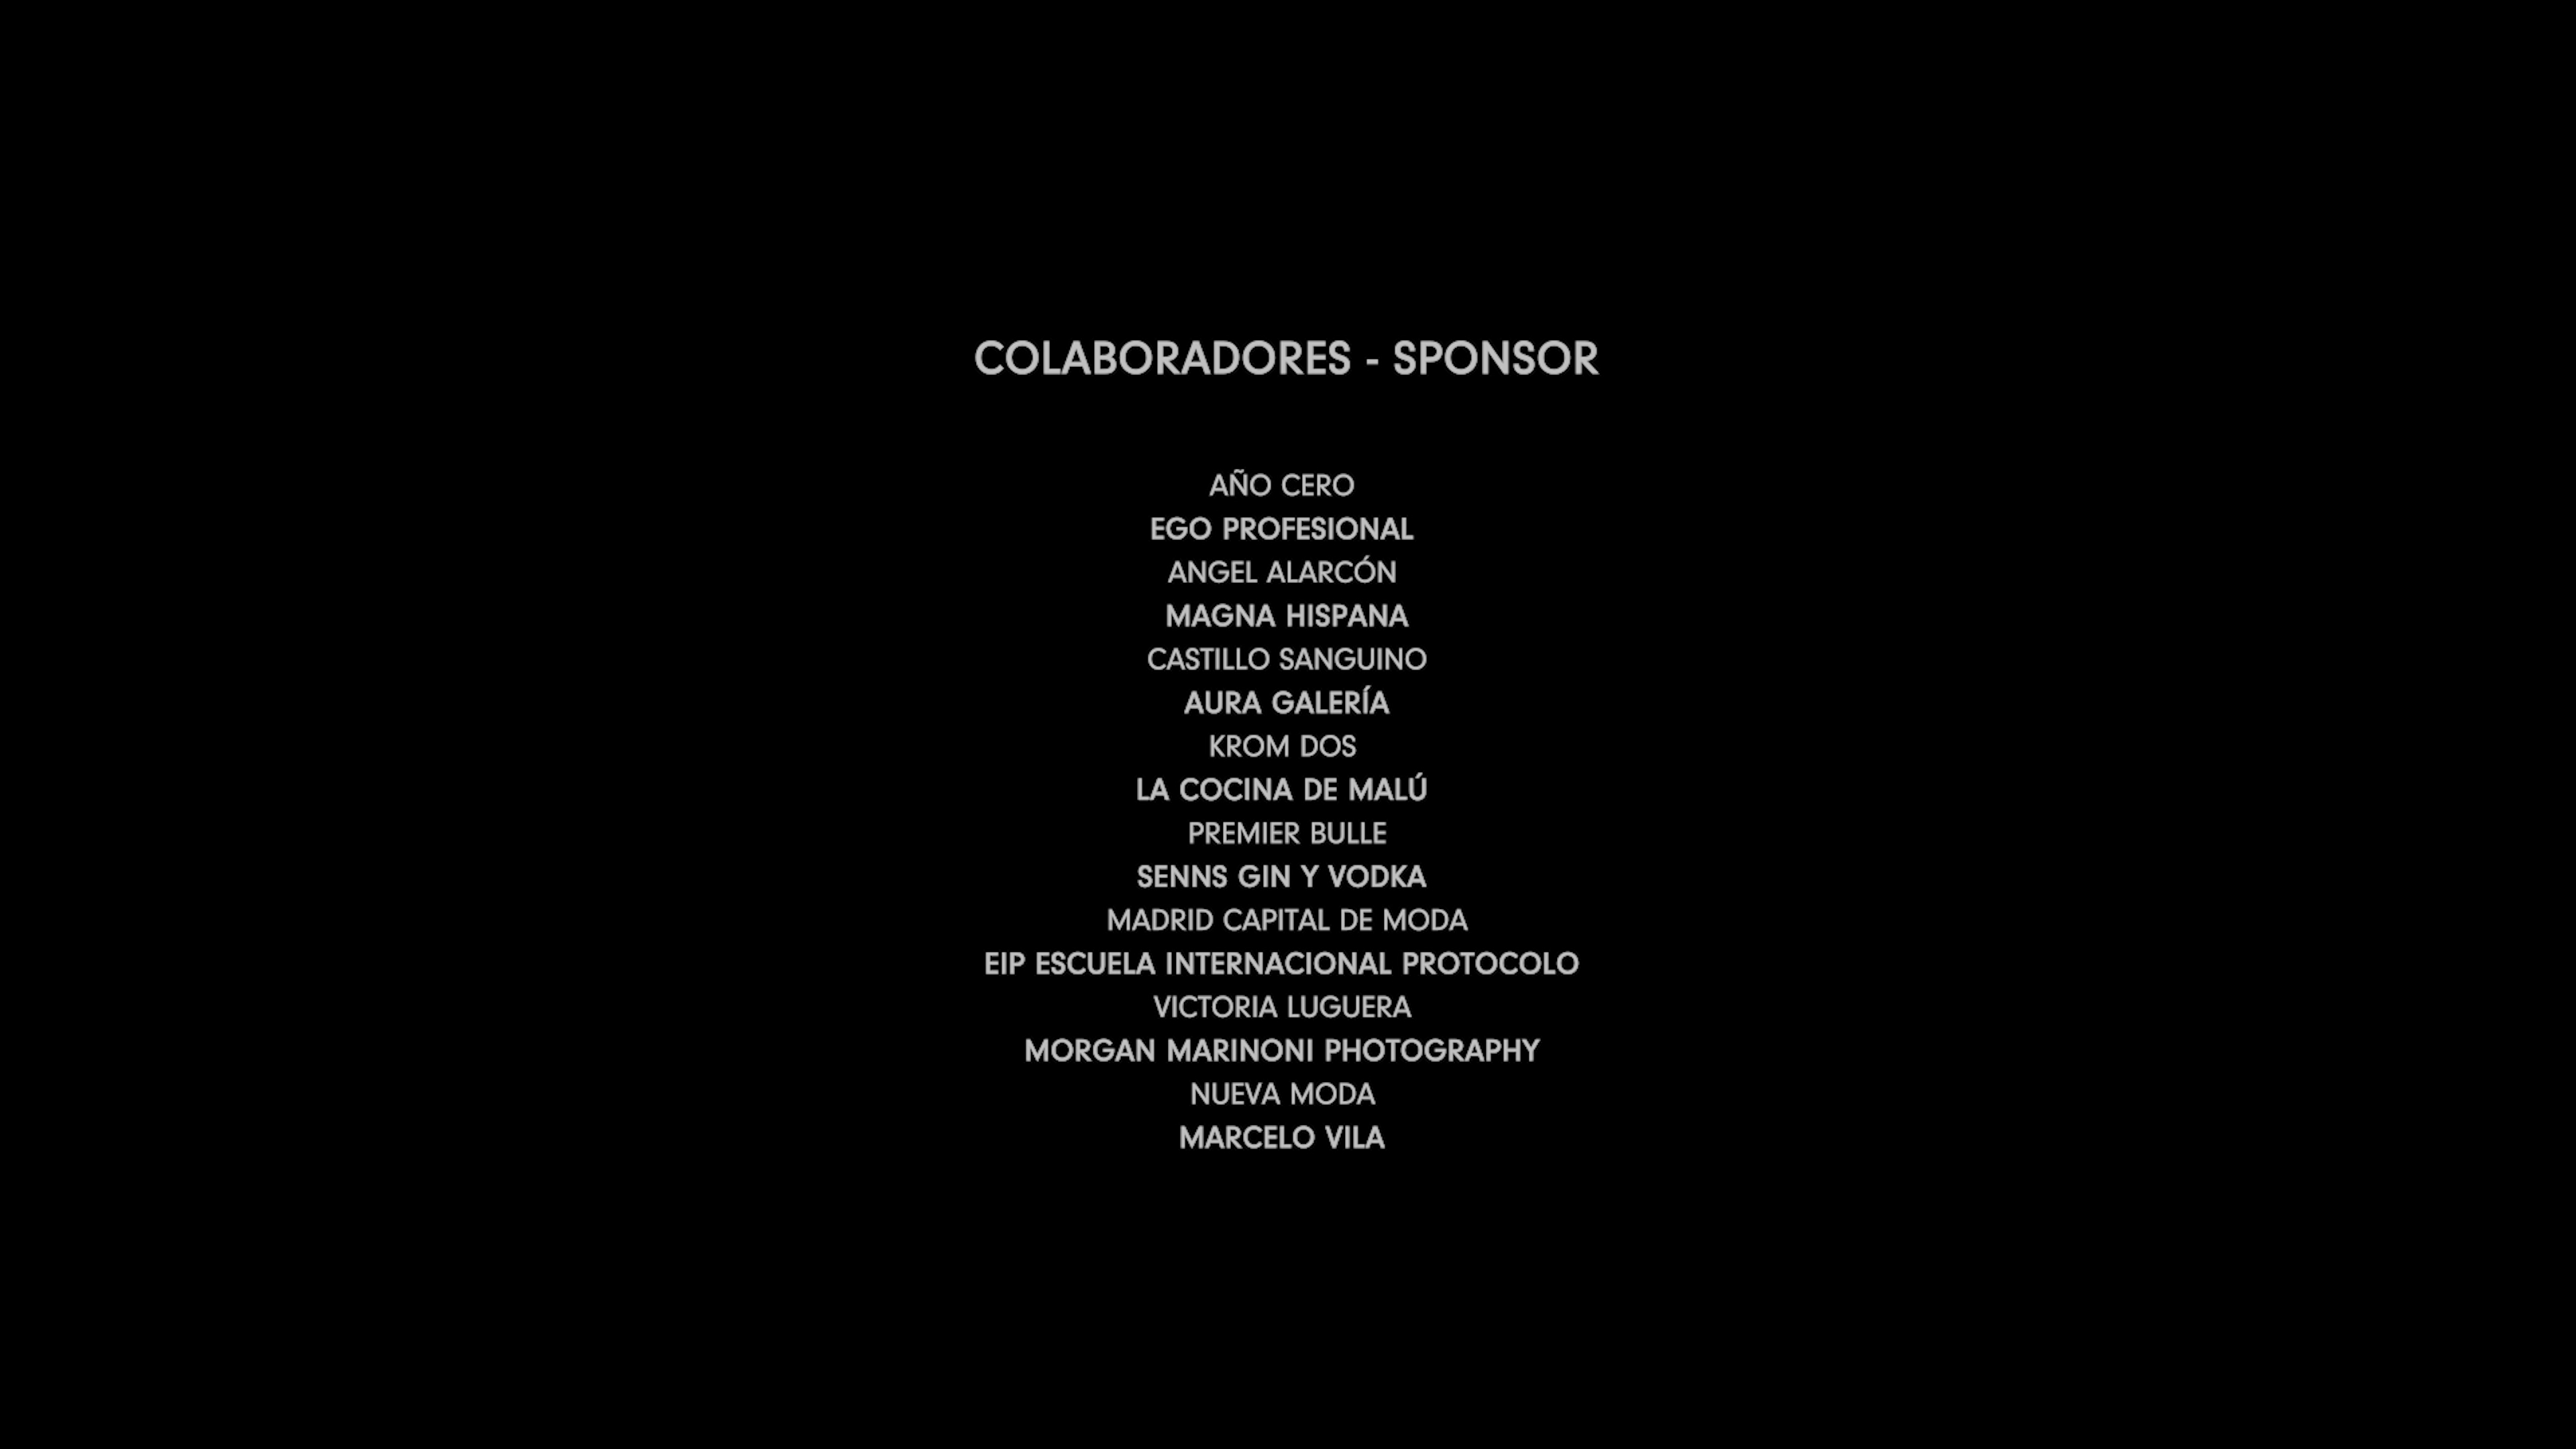 COLABORADORES - SPONSOR
AÑO CERO
EGO PROFESIONAL
ANGEL ALARCÓN
MAGNA HISPANA
CASTILLO SANGUINO
AURA GALERÍA
KROM DOS
LA COCINA DE MALÚ
PREMIER BULLE
SENNS GIN Y VODKA
MADRID CAPITAL DE MODA
EIP ESCUELA INTERNACIONAL PROTOCOLO
VICTORIA LUGUERA
MORGAN MARINONI PHOTOGRAPHY
NUEVA MODA
MARCELO VILA